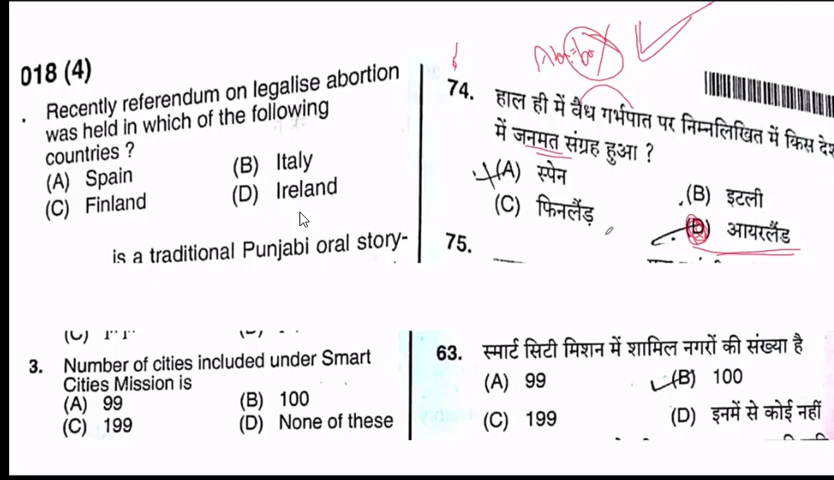 018 (4)
. Recently referendum on legalise abortion
was held in which of the following
countries ?
(A) Spain
(B) Italy
(C) Finland
(D) Ireland
is a traditional Punjabi oral story-
74. हाल ही में वैध गर्भपात पर निम्नलिखित में किस देश
में जनमत संग्रह हुआ ?
(A) स्पेन
(B) इटली
(C) फिनलैंड
(D) आयरलैंड
75.
3. Number of cities included under Smart
Cities Mission is
(A) 99
(B) 100
(C) 199
(D) None of these
63. स्मार्ट सिटी मिशन में शामिल नगरों की संख्या है
(A) 99
(B) 100
(C) 199
(D) इनमें से कोई नहीं